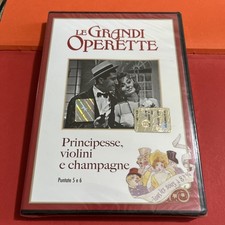 LE GRANDI
OPERETTE
Principesse,
violini
e champagne
Puntate 5 e 6